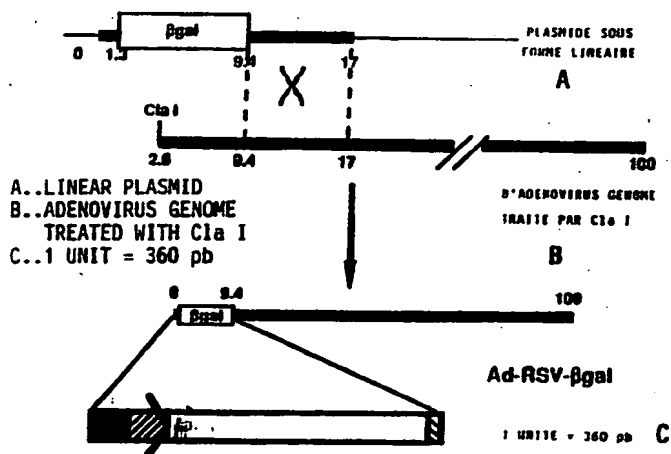 βgal
PLASMIDE SOUS
FORME LINEAIRE
0 1.3 9.4 17
A
Cla I
2.6 9.4 17 100
A..LINEAR PLASMID
B..ADENOVIRUS GENOME
TREATED WITH Cla I
C..1 UNIT = 360 pb
D'ADENOVIRUS GENOME
TRAITE PAR Cla I
B
0 9.4 100
βgal
Ad-RSV-βgal
1 UNITE = 360 pb C